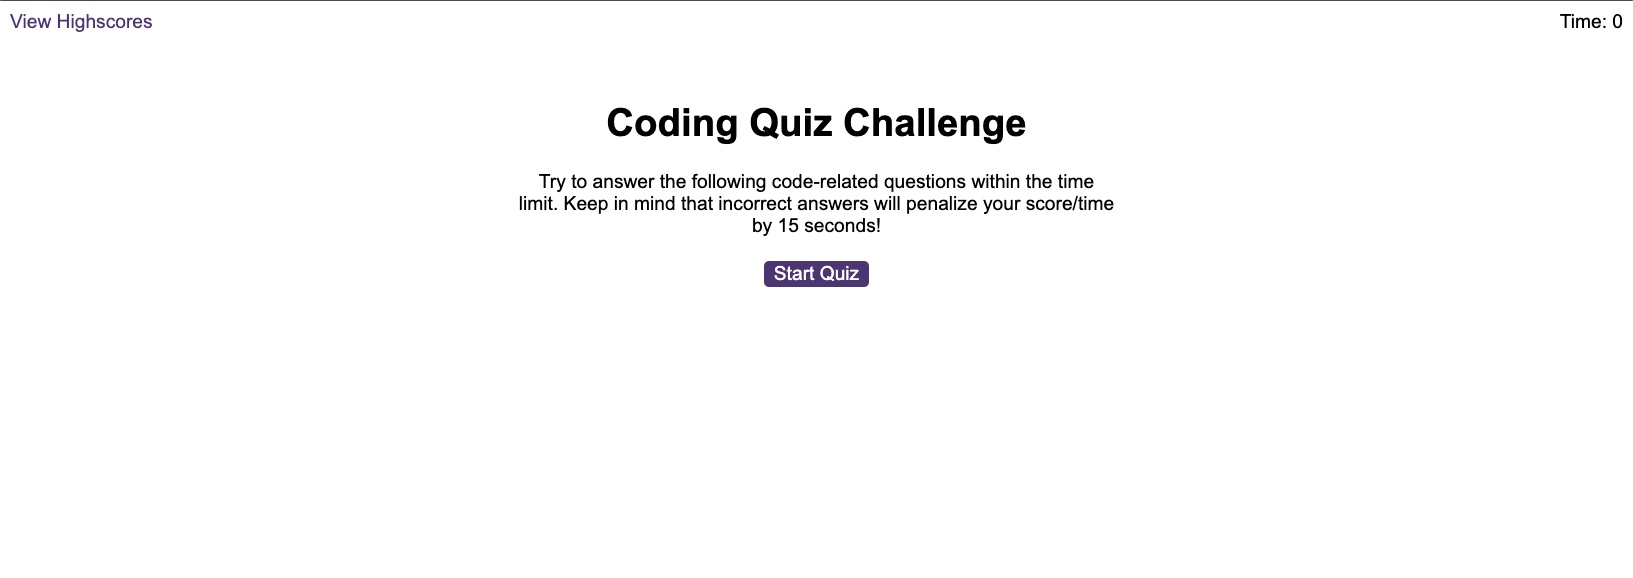 View Highscores
Time: 0
Coding Quiz Challenge
Try to answer the following code-related questions within the time
limit. Keep in mind that incorrect answers will penalize your score/time
by 15 seconds!
Start Quiz